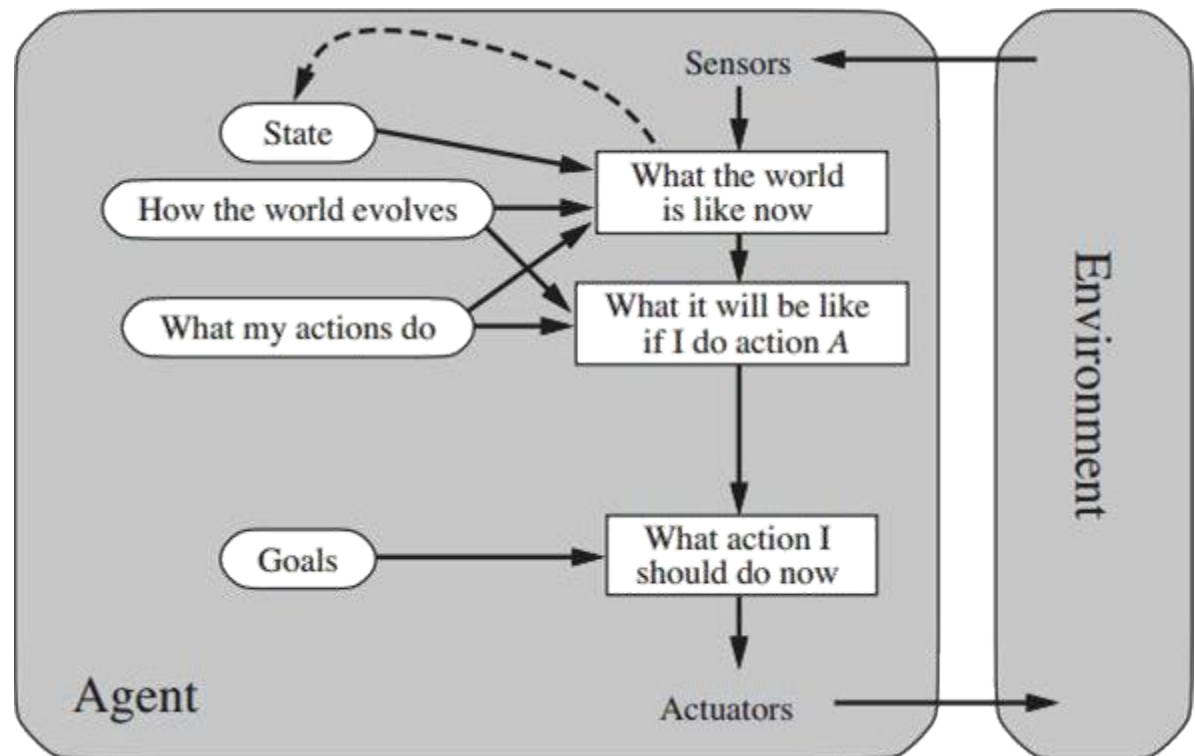 Sensors
State
What the world
is like now
How the world evolves
What my actions do
What it will be like
if I do action A
Goals
What action I
should do now
Agent
Actuators
Environment